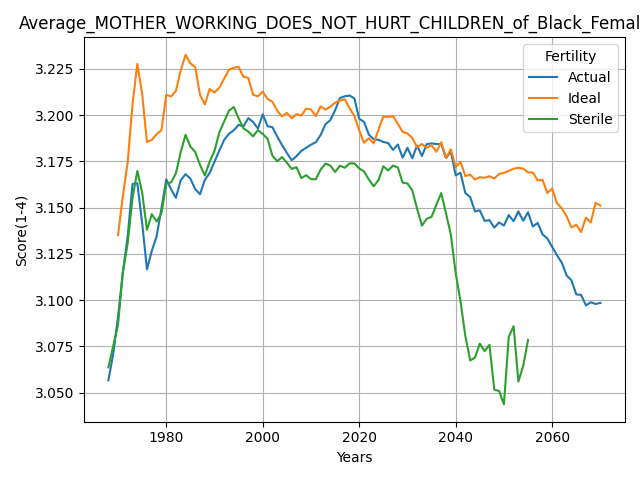 Average_MOTHER_WORKING_DOES_NOT_HURT_CHILDREN_of_Black_Femal
Fertility
Actual
Ideal
Sterile
Score(1-4)
3.225
3.200
3.175
3.150
3.125
3.100
3.075
3.050
1980 2000 2020 2040 2060
Years